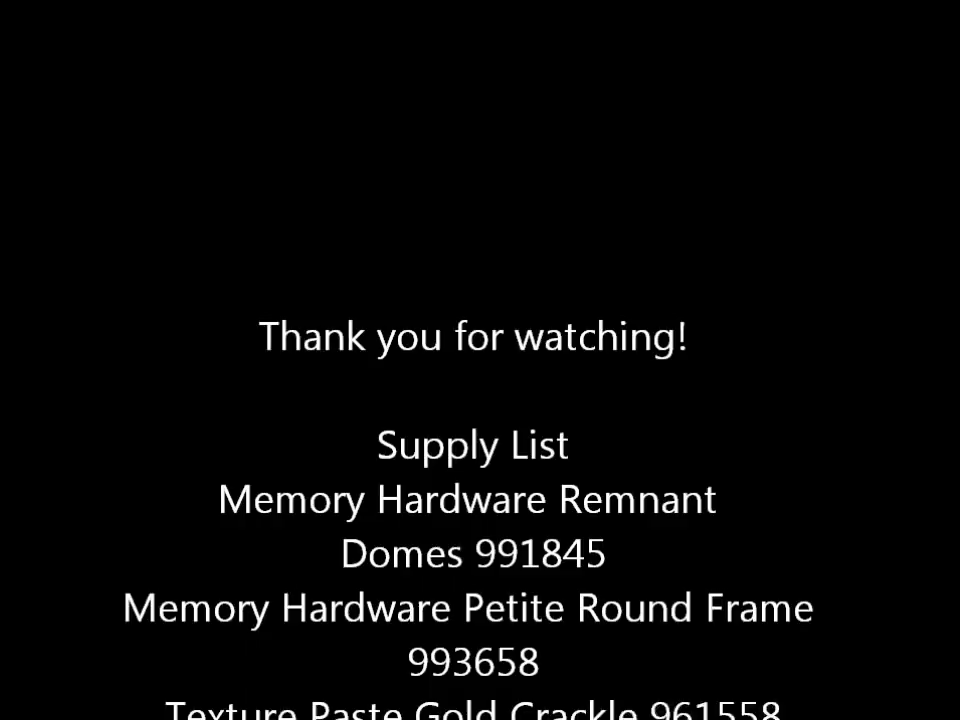 Thank you for watching!
Supply List
Memory Hardware Remnant
Domes 991845
Memory Hardware Petite Round Frame
993658
Texture Paste Gold Crackle 961558